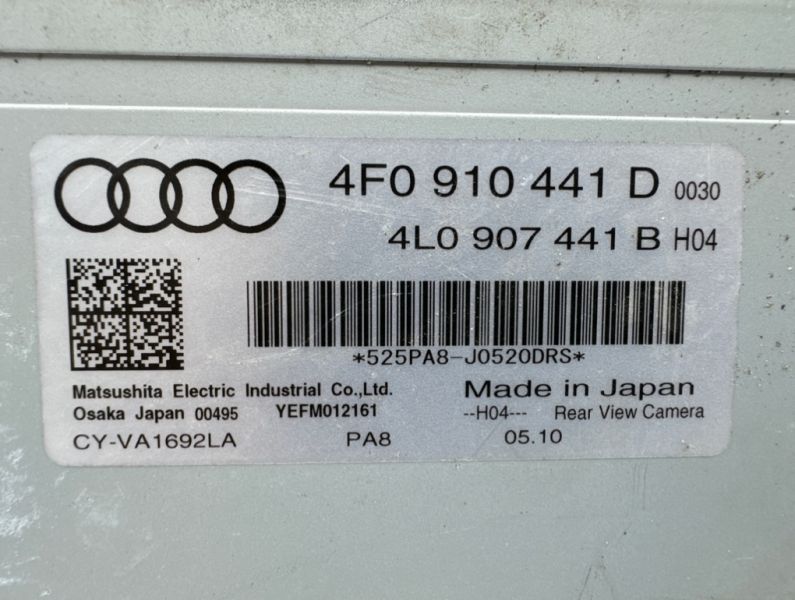 4F0 910 441 D 0030
4L0 907 441 B H04
*525PA8-J0520DRS*
Matsushita Electric Industrial Co.,Ltd.
Made in Japan
Osaka Japan 00495 YEFM012161
--H04--- Rear View Camera
CY-VA1692LA PA8 05.10